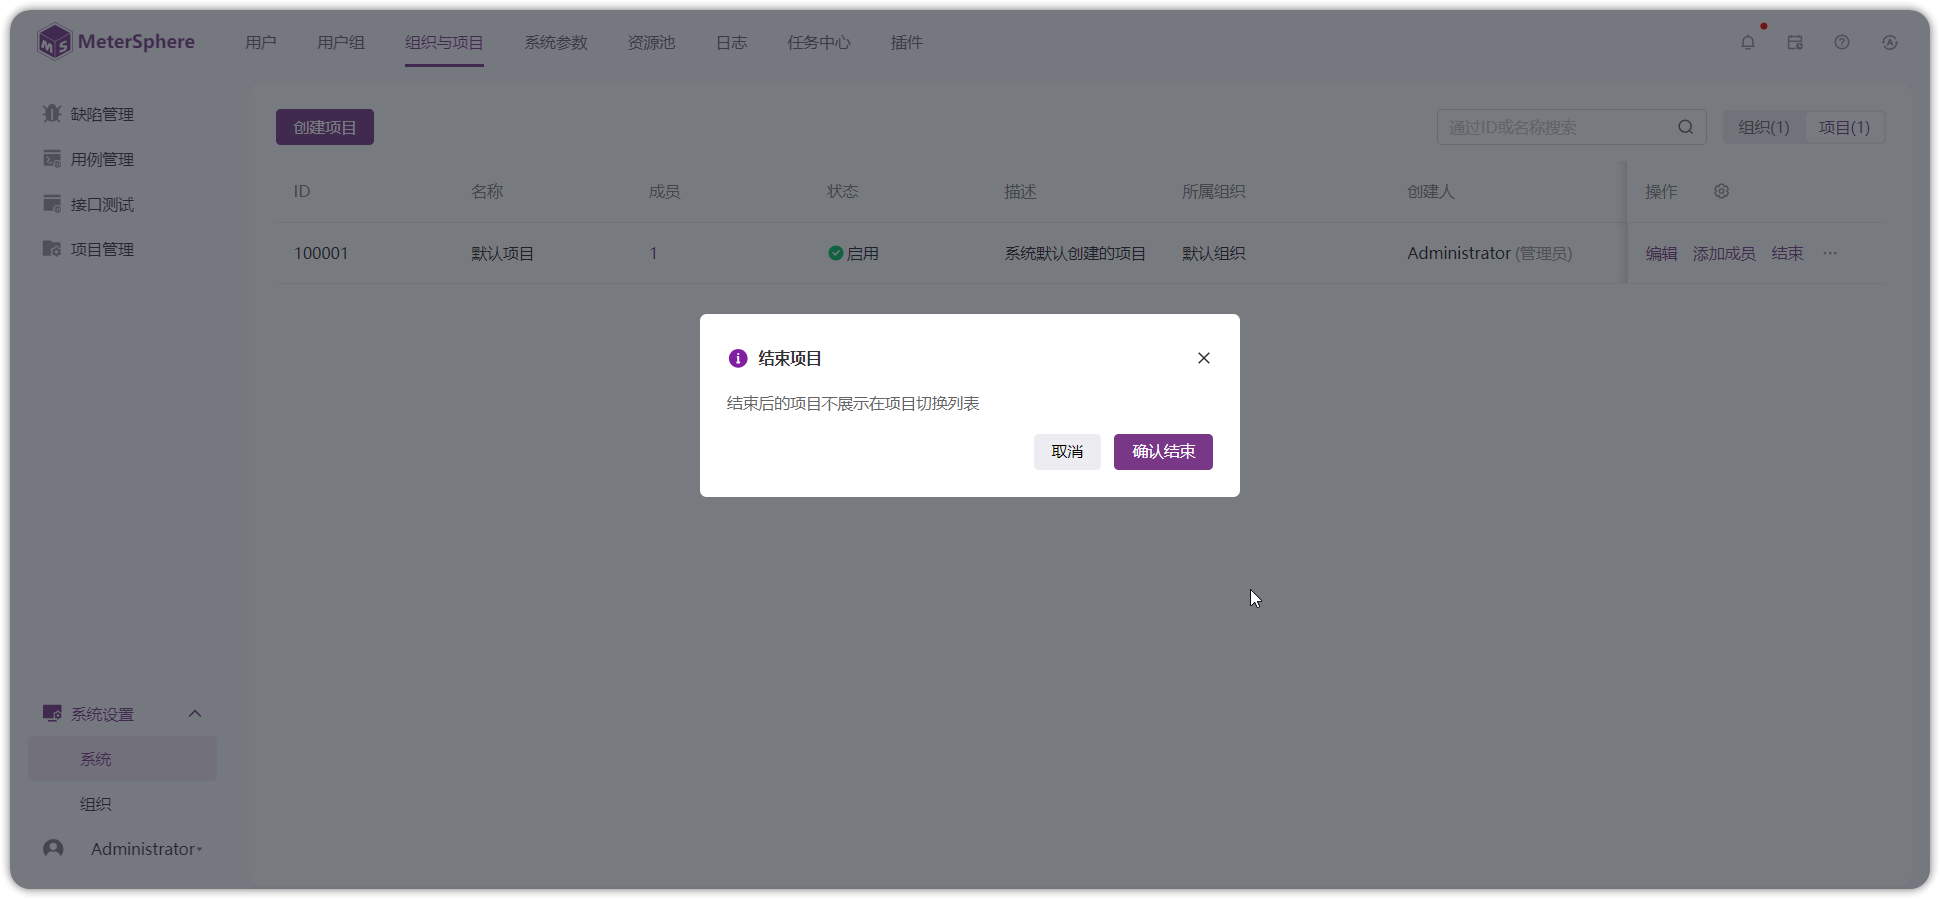 MeterSphere
用户 用户组 组织与项目 系统参数 资源池 日志 任务中心 插件
缺陷管理
用例管理
接口测试
项目管理
创建项目
通过ID或名称搜索
组织(1) 项目(1)
ID 名称 成员 状态 描述 所属组织 创建人 操作
100001 默认项目 1 启用 系统默认创建的项目 默认组织 Administrator (管理员) 编辑 添加成员 结束 ···
结束项目
结束后的项目不展示在项目切换列表
取消 确认结束
系统设置
系统
组织
Administrator